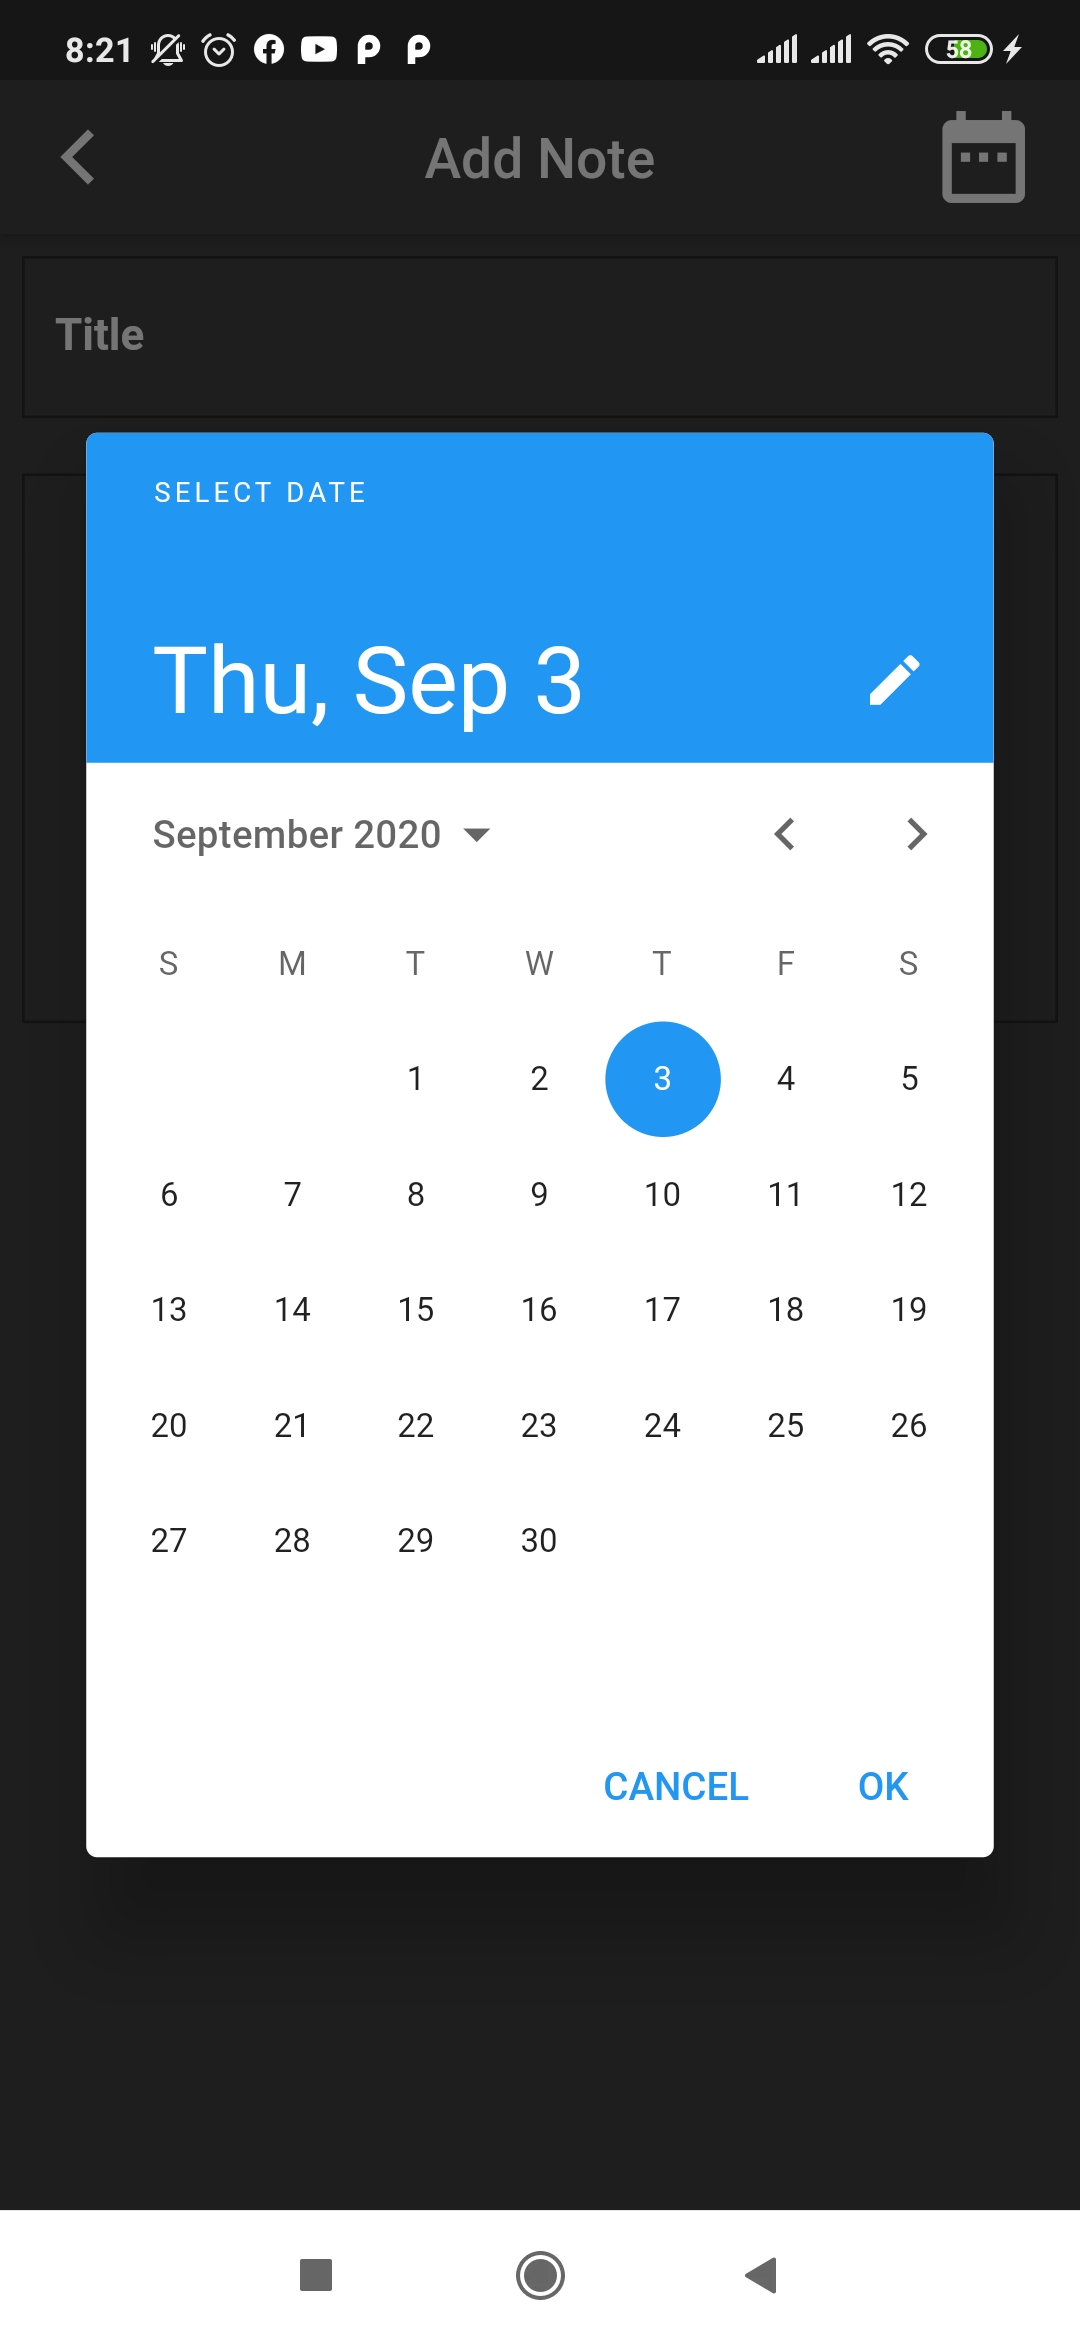 8:21 58
Add Note
Title
SELECT DATE
Thu, Sep 3
September 2020
S M T W T F S
1 2 3 4 5
6 7 8 9 10 11 12
13 14 15 16 17 18 19
20 21 22 23 24 25 26
27 28 29 30
CANCEL OK